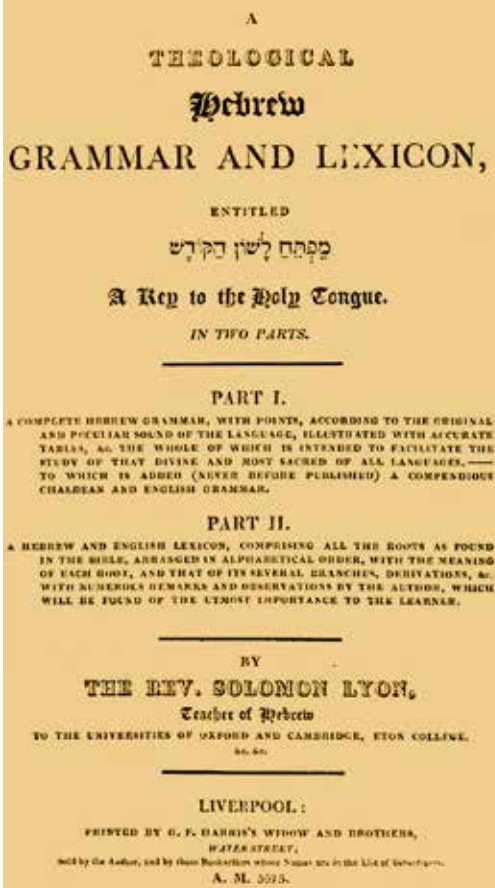 A
THEOLOGICAL
Hebrew
GRAMMAR AND LEXICON,
ENTITLED
מַפְתֵּחַ לָשׁוֹן הַקֹּדֶשׁ
A Key to the Holy Tongue.
IN TWO PARTS.
PART I.
A COMPLETE HEBREW GRAMMAR, WITH POINTS, ACCORDING TO THE ORIGINAL
AND PECULIAR SOUND OF THE LANGUAGE, ILLUSTRATED WITH ACCURATE
TABLES, &c. THE WHOLE OF WHICH IS INTENDED TO FACILITATE THE
STUDY OF THAT DIVINE AND MOST SACRED OF ALL LANGUAGES.——
TO WHICH IS ADDED (NEVER BEFORE PUBLISHED) A COMPENDIOUS
CHALDEAN AND ENGLISH GRAMMAR.
PART II.
A HEBREW AND ENGLISH LEXICON, COMPRISING ALL THE ROOTS AS FOUND
IN THE BIBLE, ARRANGED IN ALPHABETICAL ORDER, WITH THE MEANING
OF EACH ROOT, AND THAT OF ITS SEVERAL BRANCHES, DERIVATIONS, &c.
WITH NUMEROUS REMARKS AND OBSERVATIONS BY THE AUTHOR, WHICH
WILL BE FOUND OF THE UTMOST IMPORTANCE TO THE LEARNER.
BY
THE REV. SOLOMON LYON,
Teacher of Hebrew
TO THE UNIVERSITIES OF OXFORD AND CAMBRIDGE, ETON COLLEGE,
&c. &c.
LIVERPOOL:
PRINTED BY G. F. HARRIS'S WIDOW AND BROTHERS,
WATER STREET,
Sold by the Author, and by those Booksellers whose Names are in the List of Subscribers.
A. M. 5575.